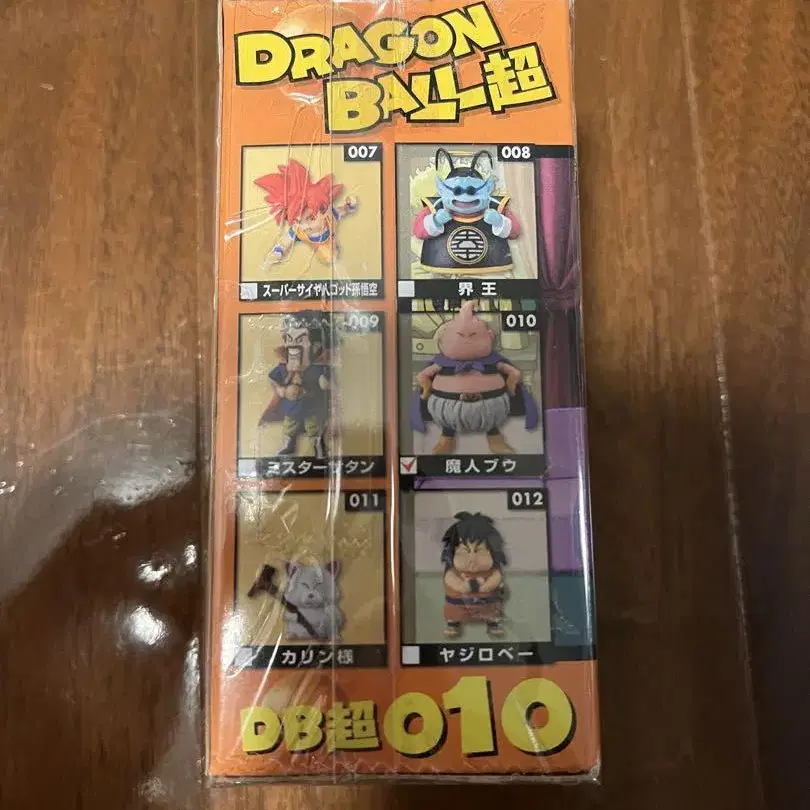 DRAGON
BALL超
007
008
スーパーサイヤ人ゴッド孫悟空
界王
009
010
ミスターサタン
魔人ブウ
011
012
カリン様
ヤジロベー
DB超010